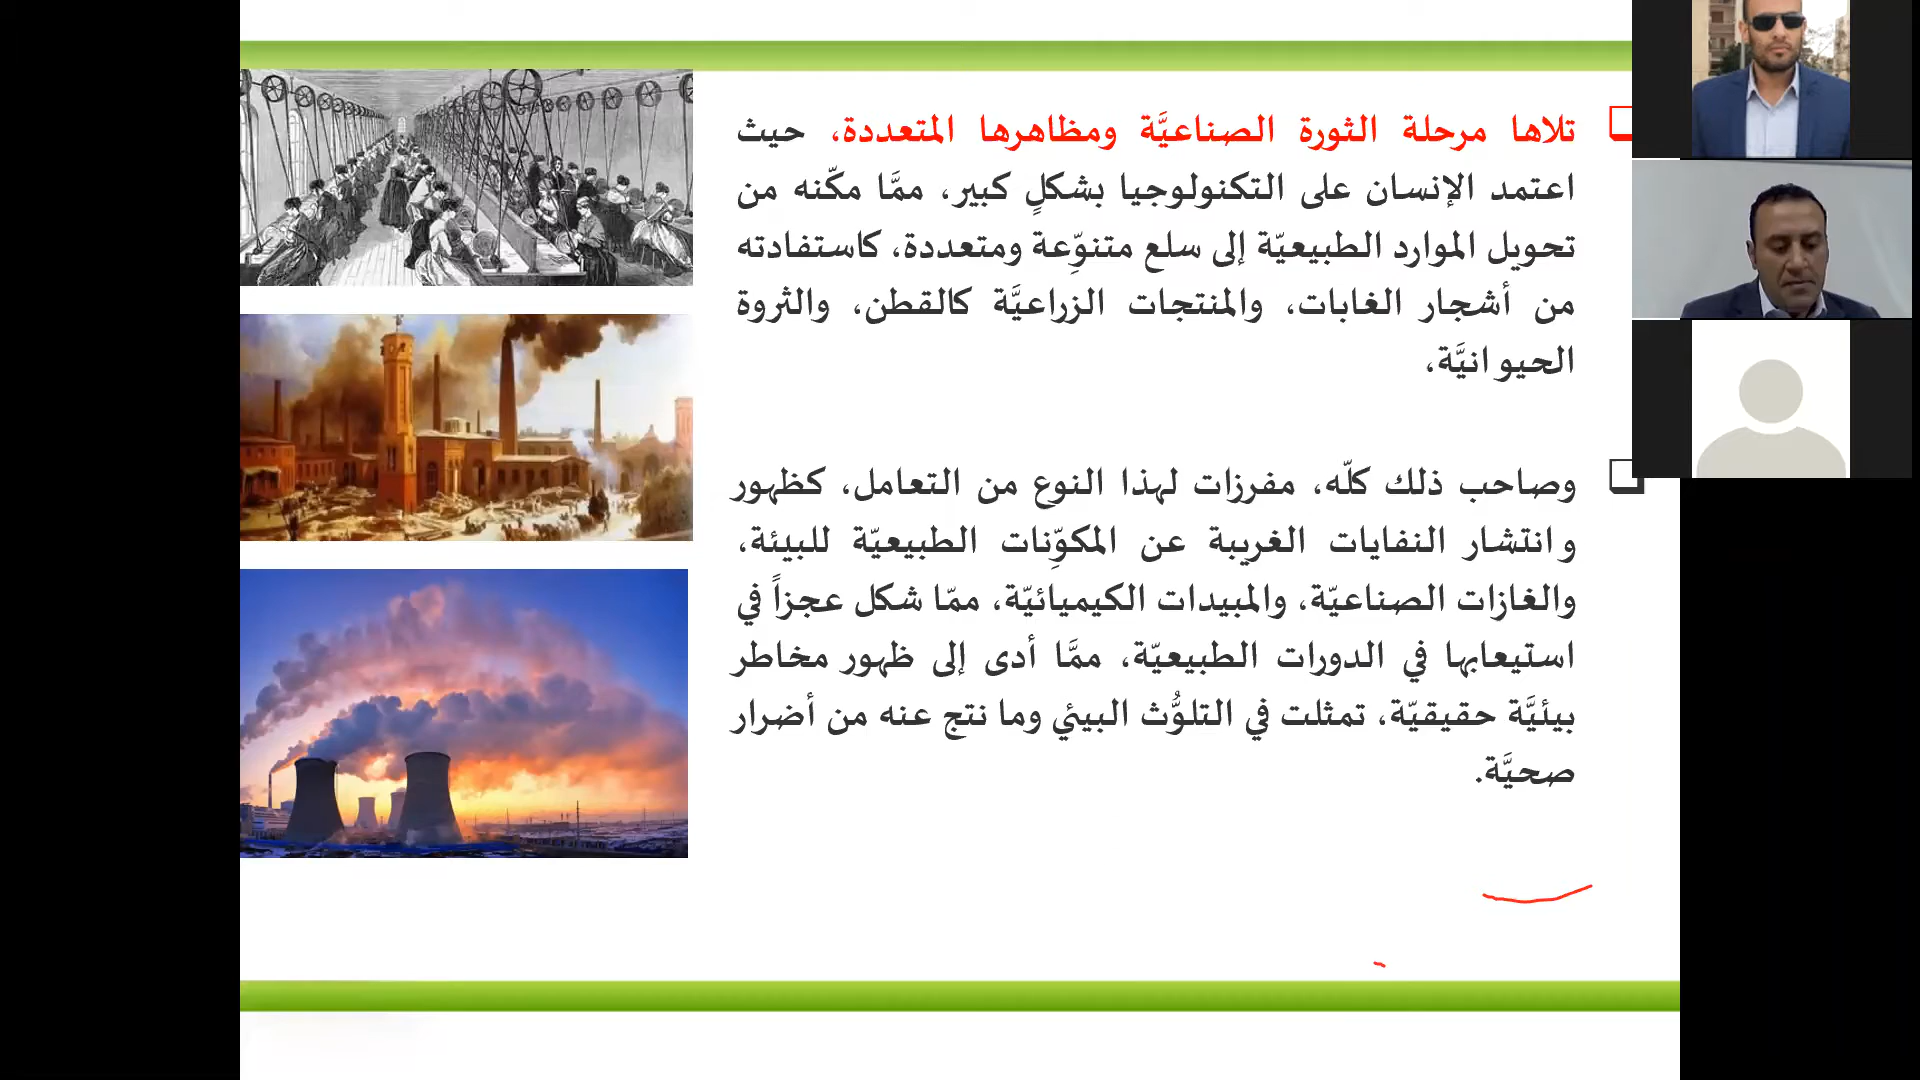 تلاها مرحلة الثورة الصناعيَّة ومظاهرها المتعددة، حيث
اعتمد الإنسان على التكنولوجيا بشكلٍ كبير، ممَّا مكّنه من
تحويل الموارد الطبيعيّة إلى سلع متنوِّعة ومتعددة، كاستفادته
من أشجار الغابات، والمنتجات الزراعيَّة كالقطن، والثروة
الحيوانيَّة،
وصاحب ذلك كلّه، مفرزات لهذا النوع من التعامل، كظهور
وانتشار النفايات الغريبة عن المكوِّنات الطبيعيّة للبيئة،
والغازات الصناعيّة، والمبيدات الكيميائيّة، ممّا شكل عجزاً في
استيعابها في الدورات الطبيعيّة، ممَّا أدى إلى ظهور مخاطر
بيئيَّة حقيقيّة، تمثلت في التلوُّث البيئي وما نتج عنه من أضرار
صحيَّة.